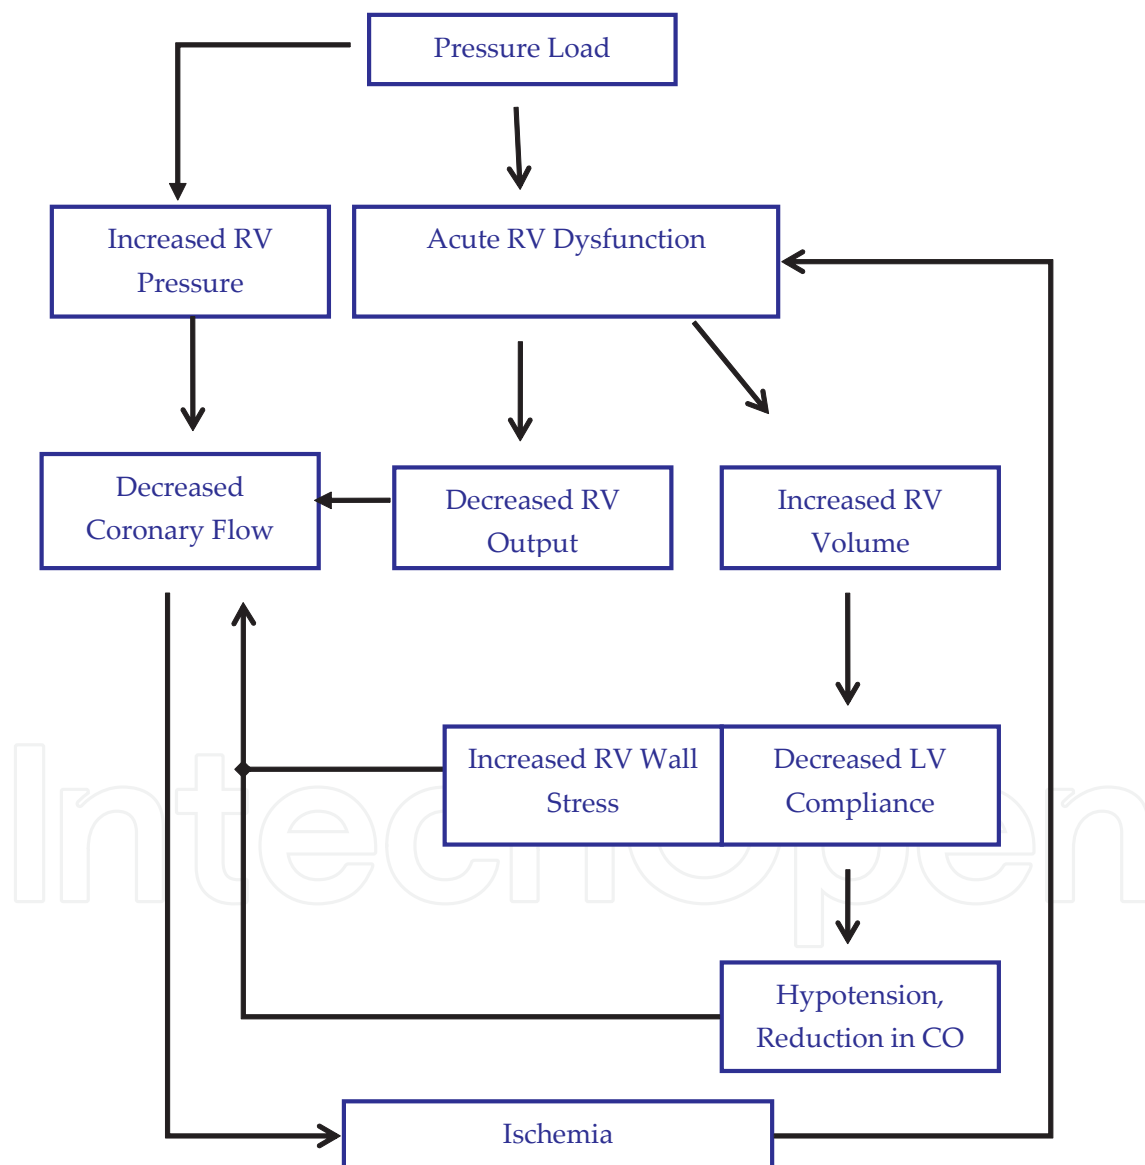 Pressure Load
Increased RV
Pressure
Acute RV Dysfunction
Decreased
Coronary Flow
Decreased RV
Output
Increased RV
Volume
Increased RV Wall
Stress
Decreased LV
Compliance
IntechOpen
Hypotension,
Reduction in CO
Ischemia